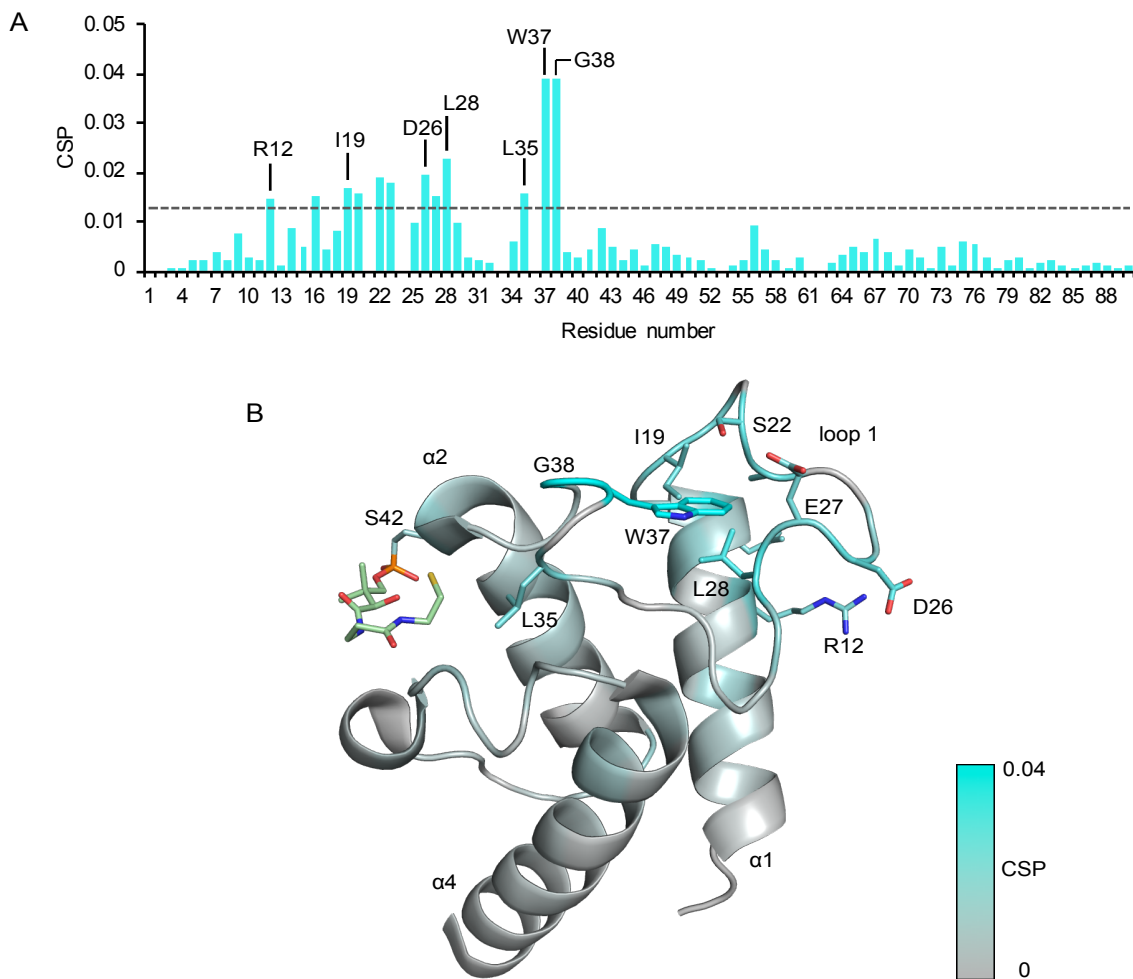 A
0.05
0.04
0.03
0.02
0.01
0
CSP
W37
G38
L28
D26
I19
R12
L35
1 4 7 10 13 16 19 22 25 28 31 34 37 40 43 46 49 52 55 58 61 64 67 70 73 76 79 82 85 88
Residue number
B
S22
I19
loop 1
α2
G38
S42
E27
W37
L28
D26
L35
R12
0.04
CSP
α1
α4
0